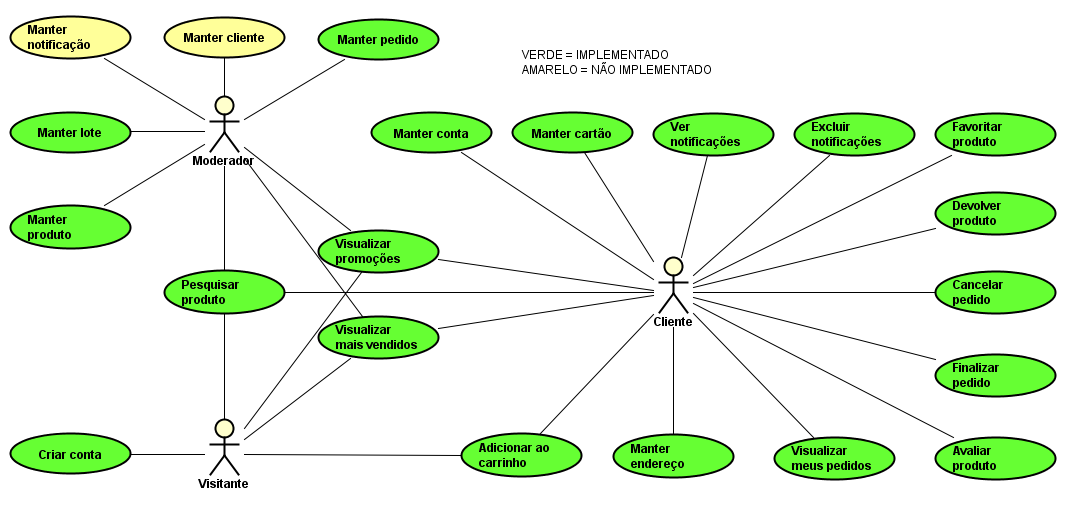 Manter
notificação
Manter cliente
Manter pedido
VERDE = IMPLEMENTADO
AMARELO = NÃO IMPLEMENTADO
Manter lote
Moderador
Manter conta
Manter cartão
Ver
notificações
Excluir
notificações
Favoritar
produto
Manter
produto
Devolver
produto
Visualizar
promoções
Pesquisar
produto
Cliente
Cancelar
pedido
Visualizar
mais vendidos
Finalizar
pedido
Criar conta
Visitante
Adicionar ao
carrinho
Manter
endereço
Visualizar
meus pedidos
Avaliar
produto